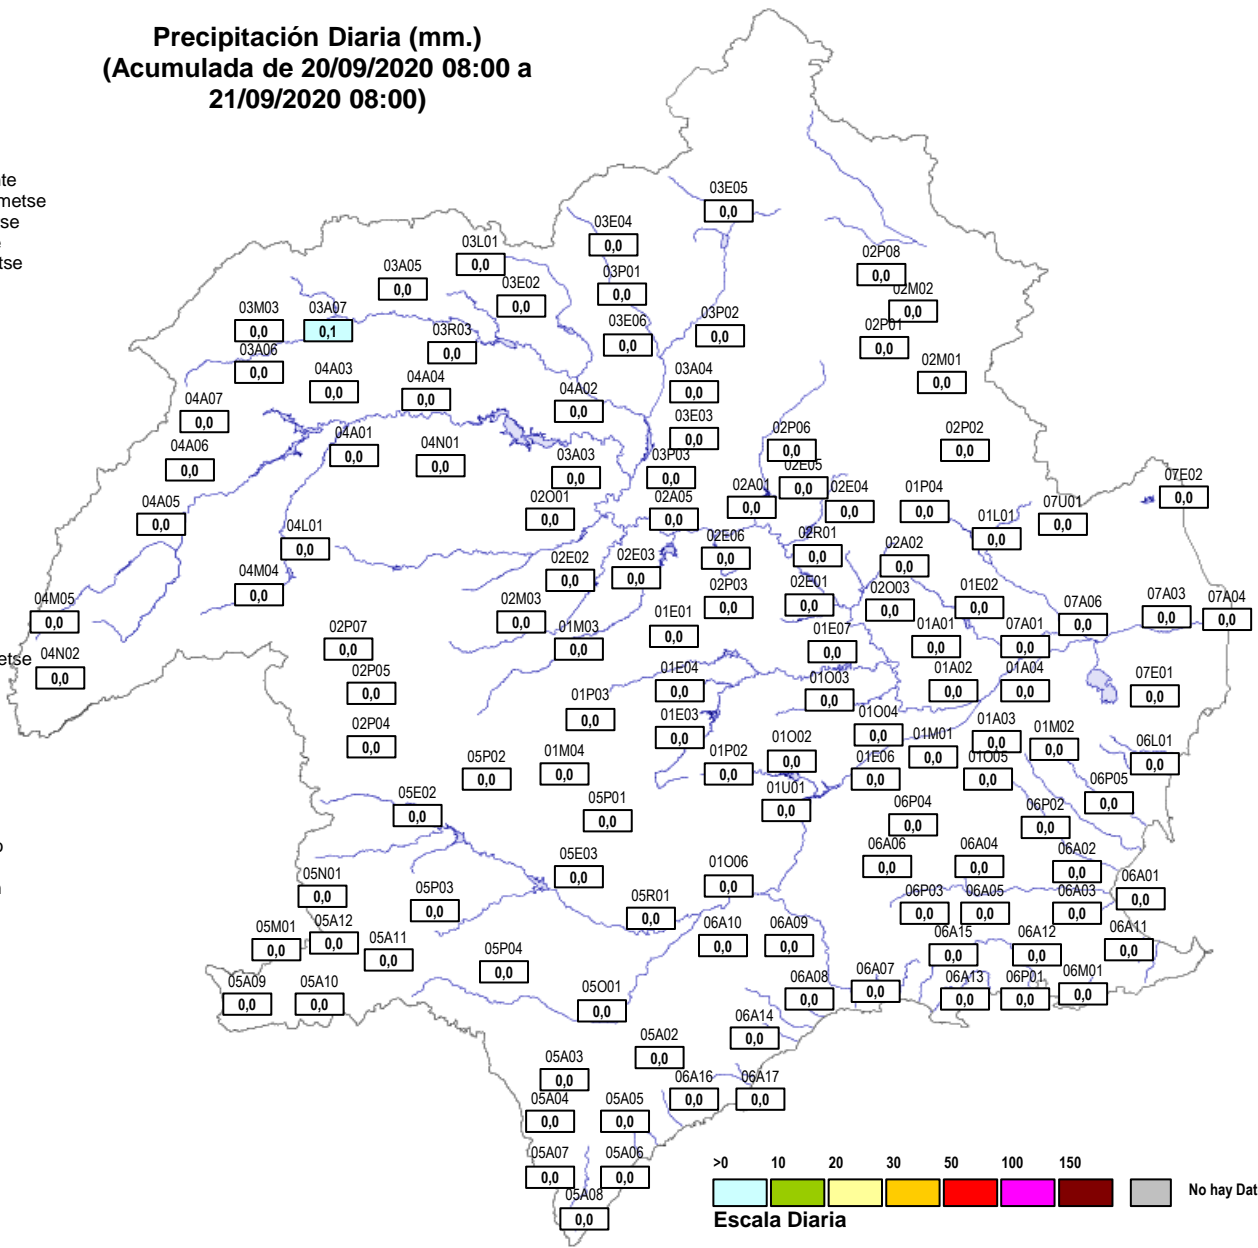 Precipitación Diaria (mm.)
(Acumulada de 20/09/2020 08:00 a
21/09/2020 08:00)
te
metse
se
tse
etse
03E05
0,0
03E04
0,0
03L01
0,0
02P08
0,0
03A05
0,0
03P01
0,0
03E02
0,0
02M02
0,0
03M03
0,0
03A07
0,1
03P02
0,0
03E06
0,0
03R03
0,0
02P01
0,0
03A06
0,0
02M01
0,0
04A03
0,0
04A04
0,0
03A04
0,0
04A02
0,0
04A07
0,0
03E03
0,0
04A01
0,0
04N01
0,0
02P06
0,0
02P02
0,0
04A06
0,0
03A03
0,0
03P03
0,0
02E05
0,0
07E02
0,0
04A05
0,0
02O01
0,0
02A05
0,0
02A01
0,0
02E04
0,0
01P04
0,0
07U01
0,0
01L01
0,0
04L01
0,0
02E06
0,0
02R01
0,0
02A02
0,0
02E02
0,0
02E03
0,0
04M04
0,0
02P03
0,0
02E01
0,0
02O03
0,0
01E02
0,0
07A03
0,0
07A04
0,0
04M05
0,0
02M03
0,0
01E01
0,0
07A06
0,0
02P07
0,0
01M03
0,0
01E07
0,0
01A01
0,0
07A01
0,0
04N02
0,0
02P05
0,0
01E04
0,0
01O03
0,0
01A02
0,0
01A04
0,0
07E01
0,0
01P03
0,0
01E03
0,0
01O04
0,0
01A03
0,0
01M02
0,0
02P04
0,0
01M01
0,0
06L01
0,0
05P02
0,0
01M04
0,0
01P02
0,0
01O02
0,0
01E06
0,0
01O05
0,0
05E02
0,0
05P01
0,0
01U01
0,0
06P04
0,0
06P02
0,0
06P05
0,0
05E03
0,0
01O06
0,0
06A06
0,0
06A04
0,0
06A02
0,0
05N01
0,0
05P03
0,0
05R01
0,0
06P03
0,0
06A05
0,0
06A03
0,0
06A01
0,0
05M01
0,0
05A12
0,0
05A11
0,0
05P04
0,0
06A10
0,0
06A09
0,0
06A15
0,0
06A12
0,0
06A11
0,0
05A09
0,0
05A10
0,0
05O01
0,0
06A08
0,0
06A07
0,0
06A13
0,0
06P01
0,0
06M01
0,0
05A02
0,0
06A14
0,0
05A03
0,0
06A16
0,0
06A17
0,0
05A04
0,0
05A05
0,0
05A07
0,0
05A06
0,0
05A08
0,0
>0 10 20 30 50 100 150
No hay Dat
Escala Diaria